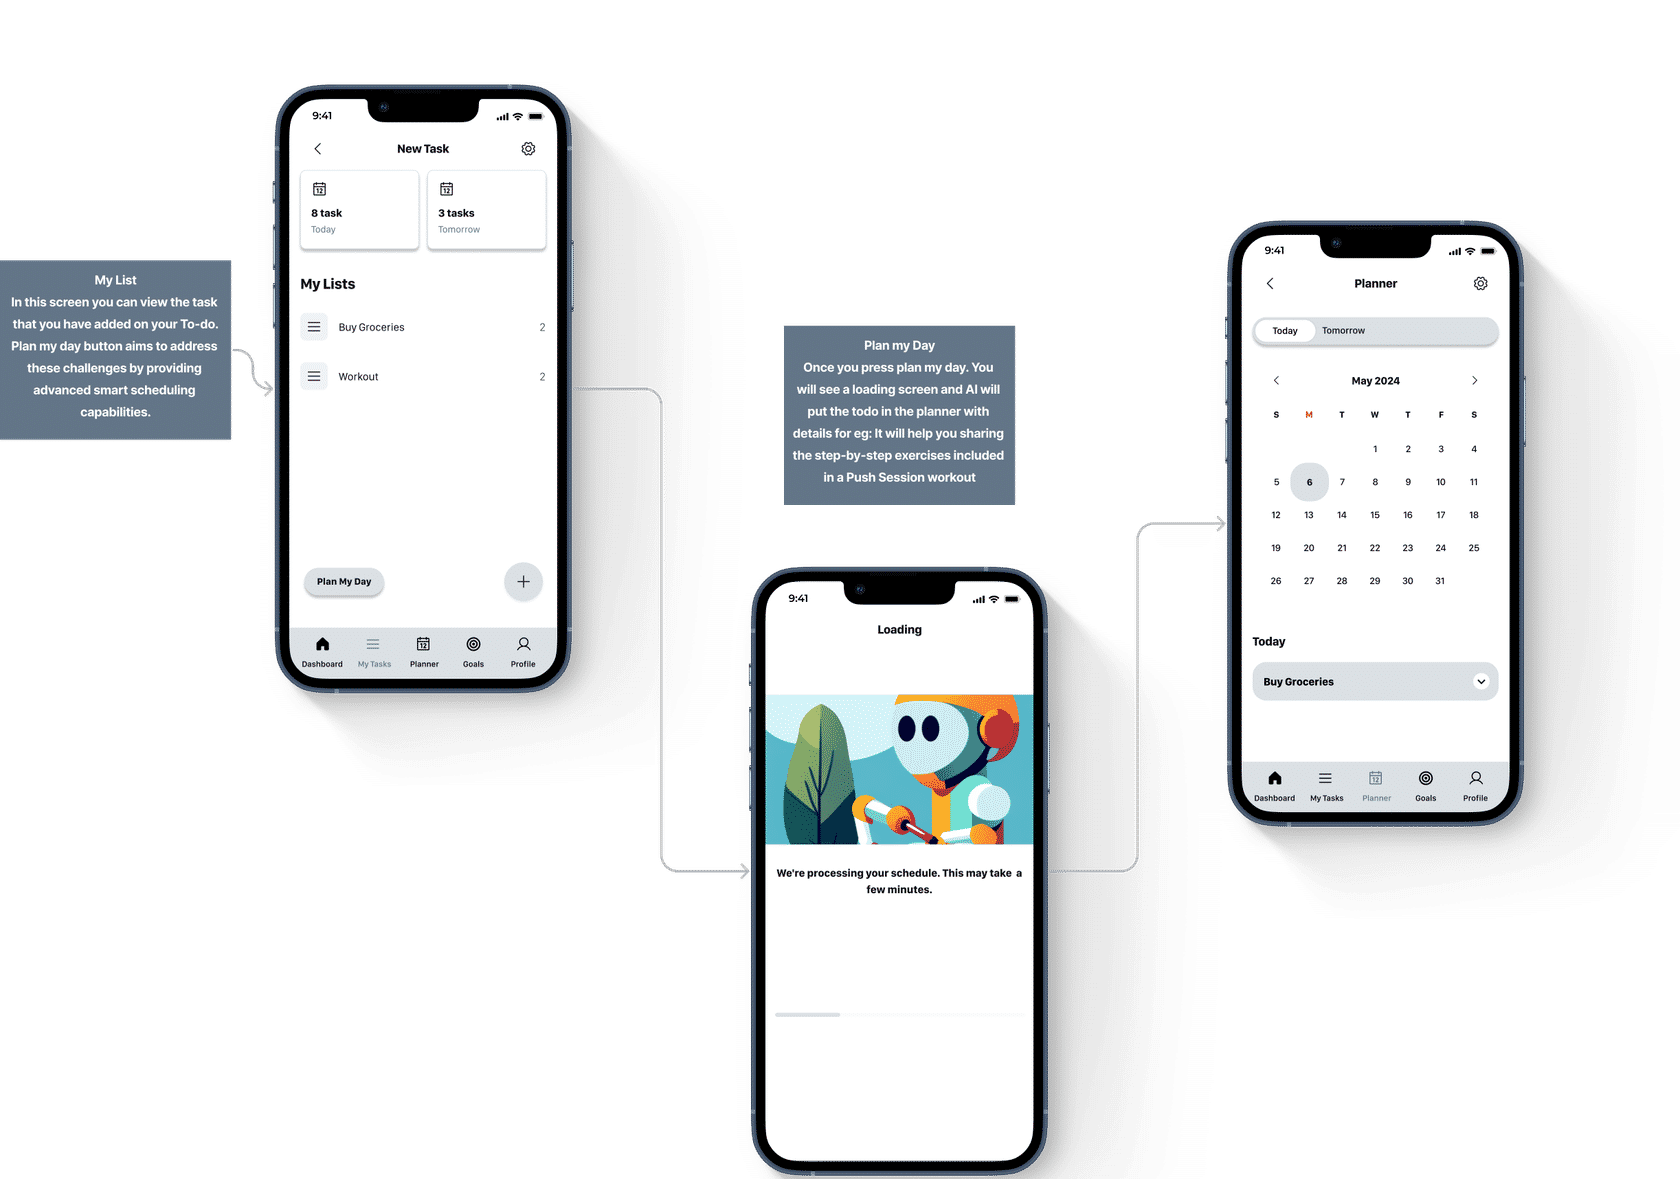 My List
In this screen you can view the task
that you have added on your To-do.
Plan my day button aims to address
these challenges by providing
advanced smart scheduling
capabilities.
9:41
New Task
12
12
8 task
3 tasks
Today
Tomorrow
My Lists
Buy Groceries
2
Workout
2
Plan My Day
12
Dashboard
My Tasks
Planner
Goals
Profile
Plan my Day
Once you press plan my day. You
will see a loading screen and AI will
put the todo in the planner with
details for eg: It will help you sharing
the step-by-step exercises included
in a Push Session workout
9:41
Loading
We're processing your schedule. This may take a
few minutes.
9:41
Planner
Today
Tomorrow
May 2024
S M T W T F S
1 2 3 4
5 6 7 8 9 10 11
12 13 14 15 16 17 18
19 20 21 22 23 24 25
26 27 28 29 30 31
Today
Buy Groceries
12
Dashboard
My Tasks
Planner
Goals
Profile